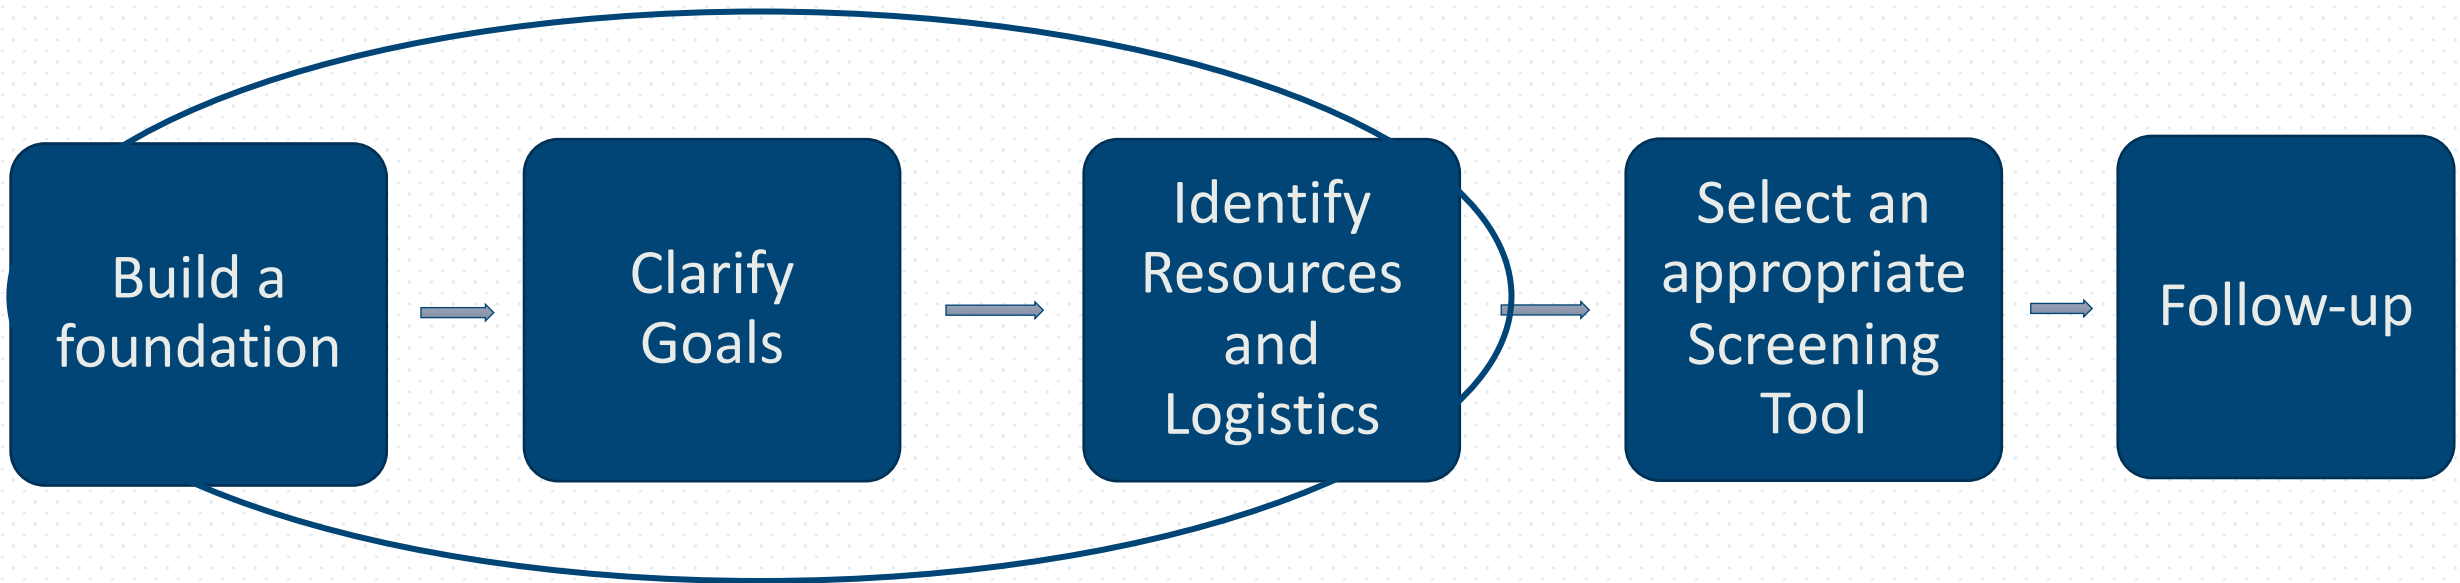 Build a
foundation
Clarify
Goals
Identify
Resources
and
Logistics
Select an
appropriate
Screening
Tool
Follow-up